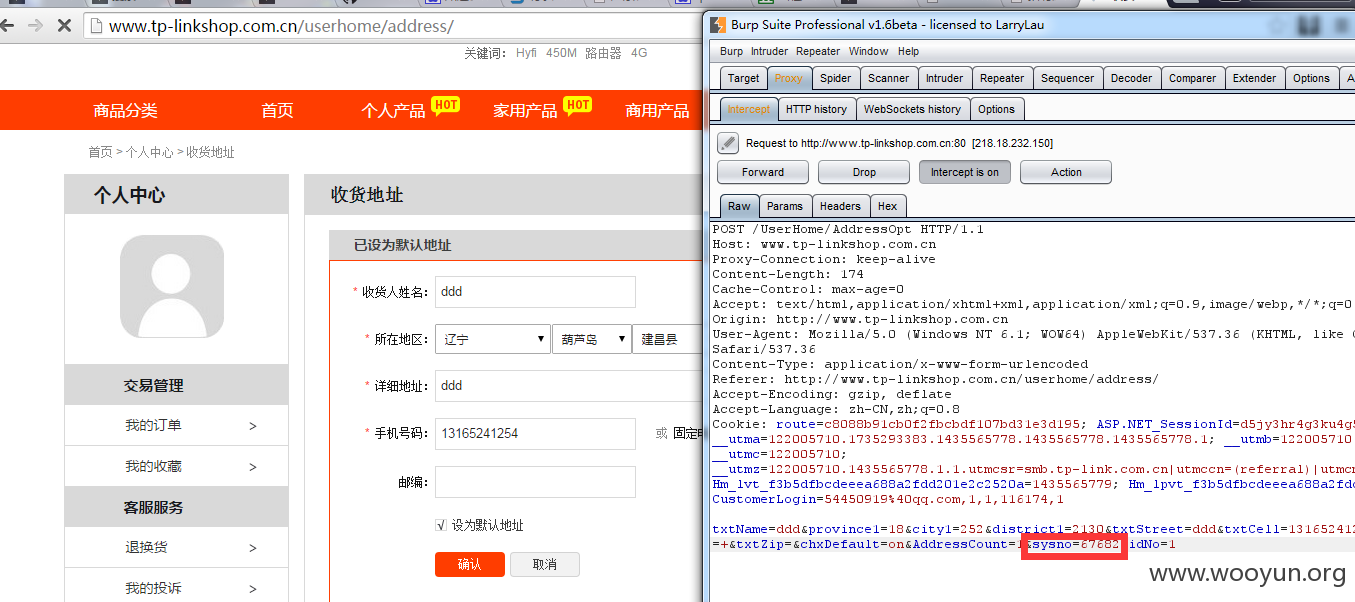 www.tp-linkshop.com.cn/userhome/address/
关键词: Hyfi 450M 路由器 4G
商品分类 首页 个人产品 HOT 家用产品 HOT 商用产品
首页 > 个人中心 > 收货地址
个人中心
交易管理
我的订单 >
我的收藏 >
客服服务
退换货 >
我的投诉 >
收货地址
已设为默认地址
* 收货人姓名: ddd
* 所在地区: 辽宁 葫芦岛 建昌县
* 详细地址: ddd
* 手机号码: 13165241254 或 固定
邮编:
√ 设为默认地址
确认 取消
Burp Suite Professional v1.6beta - licensed to LarryLau
Burp Intruder Repeater Window Help
Target Proxy Spider Scanner Intruder Repeater Sequencer Decoder Comparer Extender Options A
Intercept HTTP history WebSockets history Options
Request to http://www.tp-linkshop.com.cn:80 [218.18.232.150]
Forward Drop Intercept is on Action
Raw Params Headers Hex
POST /UserHome/AddressOpt HTTP/1.1
Host: www.tp-linkshop.com.cn
Proxy-Connection: keep-alive
Content-Length: 174
Cache-Control: max-age=0
Accept: text/html,application/xhtml+xml,application/xml;q=0.9,image/webp,*/*;q=0
Origin: http://www.tp-linkshop.com.cn
User-Agent: Mozilla/5.0 (Windows NT 6.1; WOW64) AppleWebKit/537.36 (KHTML, like
Safari/537.36
Content-Type: application/x-www-form-urlencoded
Referer: http://www.tp-linkshop.com.cn/userhome/address/
Accept-Encoding: gzip, deflate
Accept-Language: zh-CN,zh;q=0.8
Cookie: route=c8088b91cb0f2fbcbdf107bd31e3d195; ASP.NET_SessionId=d5jy3hr4g3ku4g5
__utma=122005710.1735293383.1435565778.1435565778.1435565778.1; __utmb=122005710
__utmc=122005710;
__utmz=122005710.1435565778.1.1.utmcsr=smb.tp-link.com.cn|utmccn=(referral)|utmc
Hm_lvt_f3b5dfbcdeeea688a2fdd201e2c2520a=1435565779; Hm_lpvt_f3b5dfbcdeeea688a2fd
CustomerLogin=54450919%40qq.com,1,1,116174,1
txtName=ddd&province1=18&city1=252&district1=2130&txtStreet=ddd&txtCell=131652412
=+&txtZip=&chxDefault=on&AddressCount=1&sysno=67682 idNo=1
www.wooyun.org